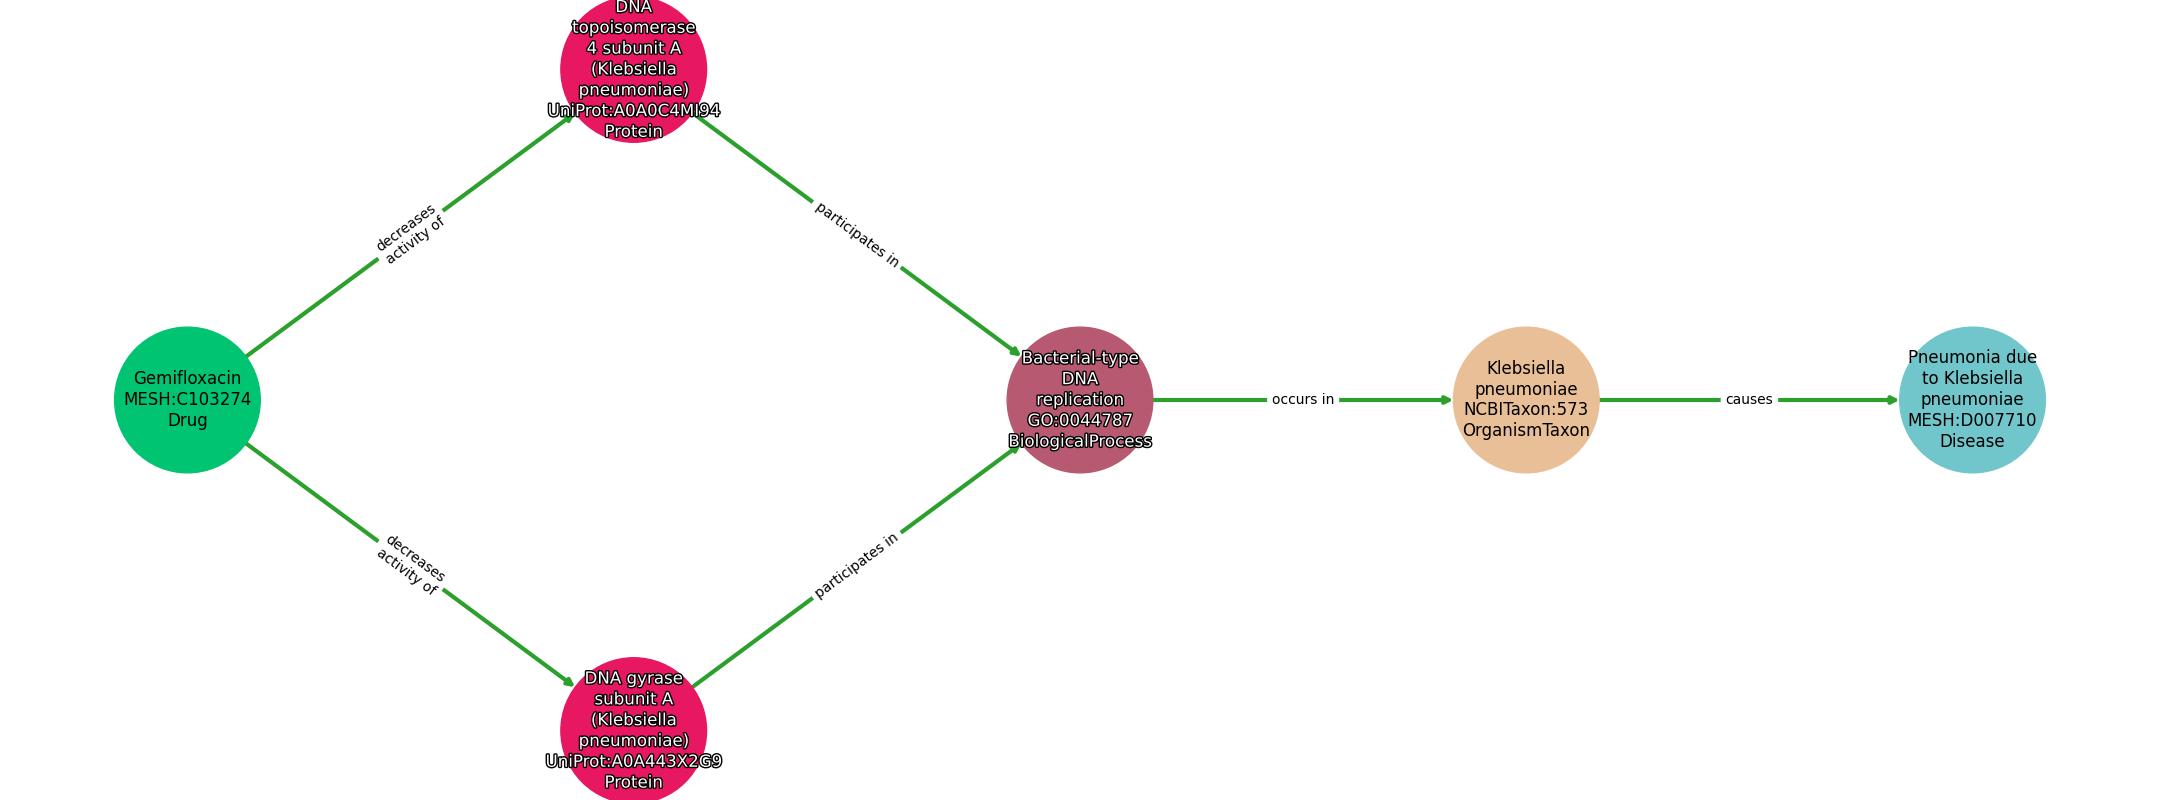 DNA
topoisomerase
4 subunit A
(Klebsiella
pneumoniae)
UniProt:A0A0C4MI94
Protein
decreases
activity of
participates in
Gemifloxacin
MESH:C103274
Drug
Bacterial-type
DNA
replication
GO:0044787
BiologicalProcess
occurs in
Klebsiella
pneumoniae
NCBITaxon:573
OrganismTaxon
causes
Pneumonia due
to Klebsiella
pneumoniae
MESH:D007710
Disease
decreases
activity of
participates in
DNA gyrase
subunit A
(Klebsiella
pneumoniae)
UniProt:A0A443X2G9
Protein